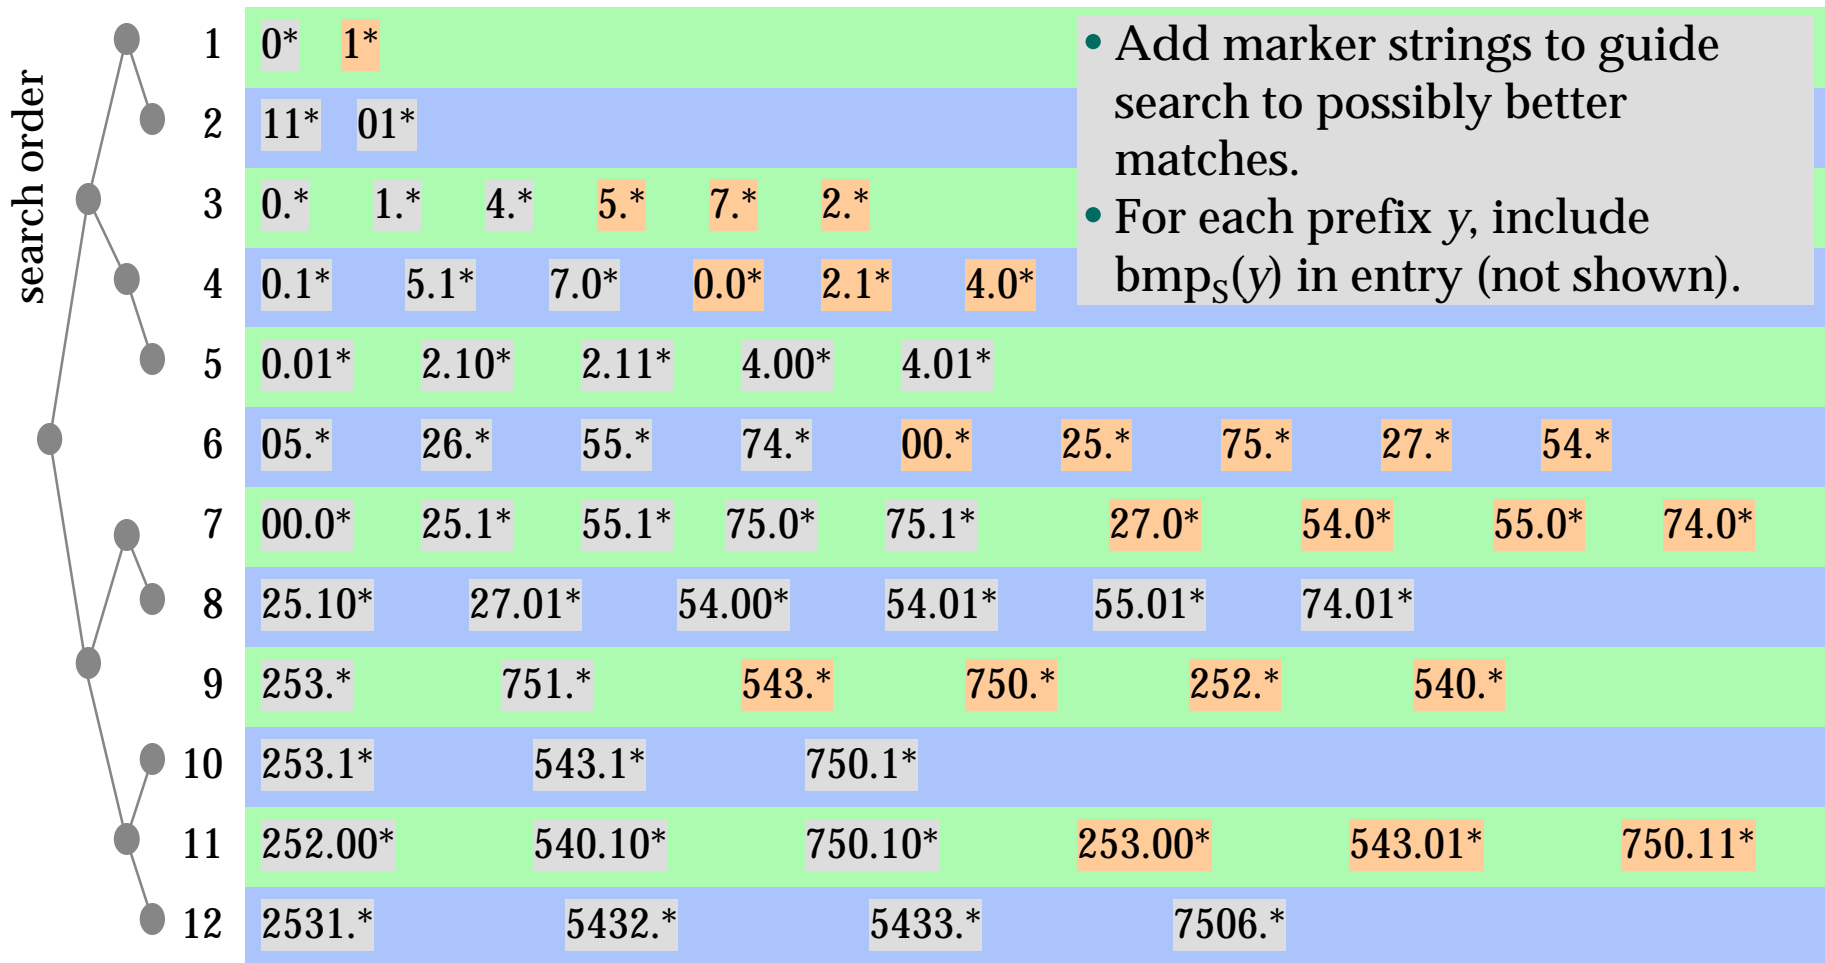 search order
1 0* 1*
2 11* 01*
3 0.* 1.* 4.* 5.* 7.* 2.*
4 0.1* 5.1* 7.0* 0.0* 2.1* 4.0*
5 0.01* 2.10* 2.11* 4.00* 4.01*
6 05.* 26.* 55.* 74.* 00.* 25.* 75.* 27.* 54.*
7 00.0* 25.1* 55.1* 75.0* 75.1* 27.0* 54.0* 55.0* 74.0*
8 25.10* 27.01* 54.00* 54.01* 55.01* 74.01*
9 253.* 751.* 543.* 750.* 252.* 540.*
10 253.1* 543.1* 750.1*
11 252.00* 540.10* 750.10* 253.00* 543.01* 750.11*
12 2531.* 5432.* 5433.* 7506.*
• Add marker strings to guide
search to possibly better
matches.
• For each prefix y, include
bmpS(y) in entry (not shown).